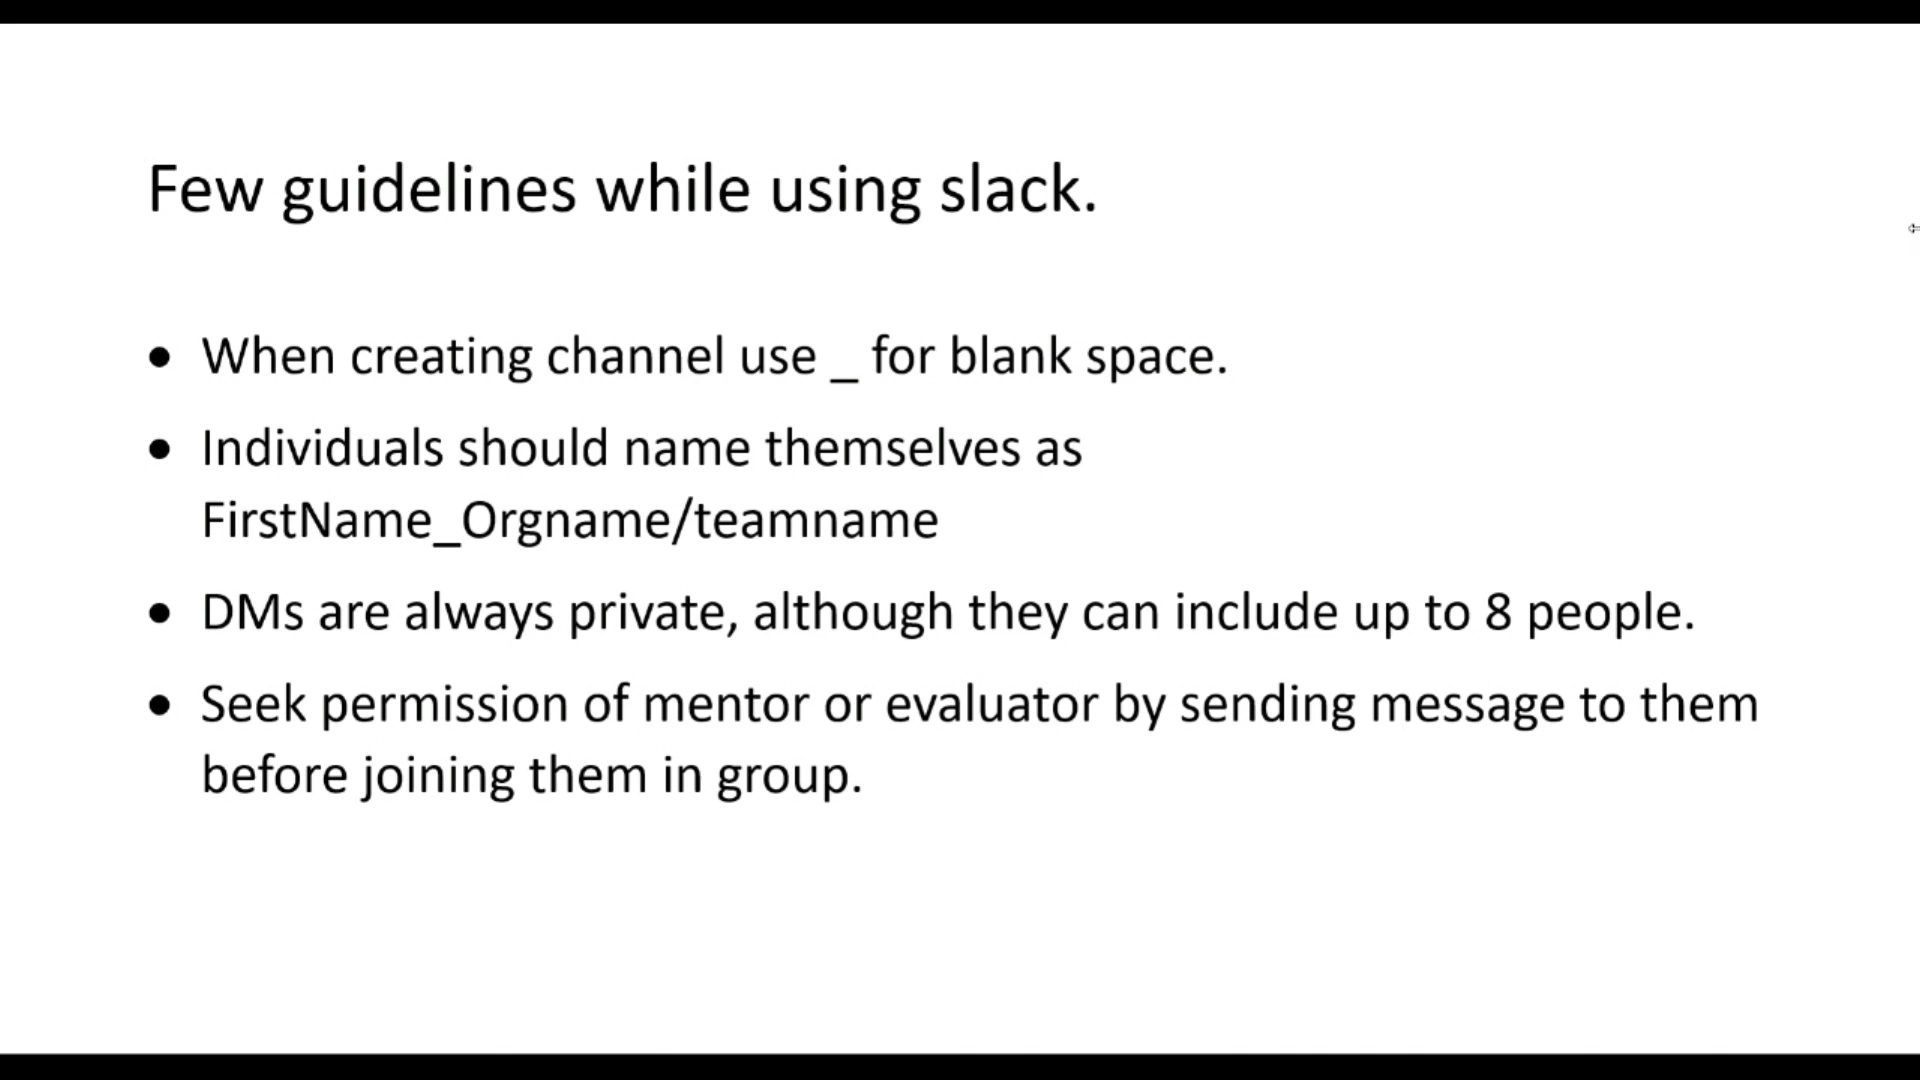 Few guidelines while using slack.
• When creating channel use _ for blank space.
• Individuals should name themselves as
FirstName_Orgname/teamname
• DMs are always private, although they can include up to 8 people.
• Seek permission of mentor or evaluator by sending message to them
before joining them in group.